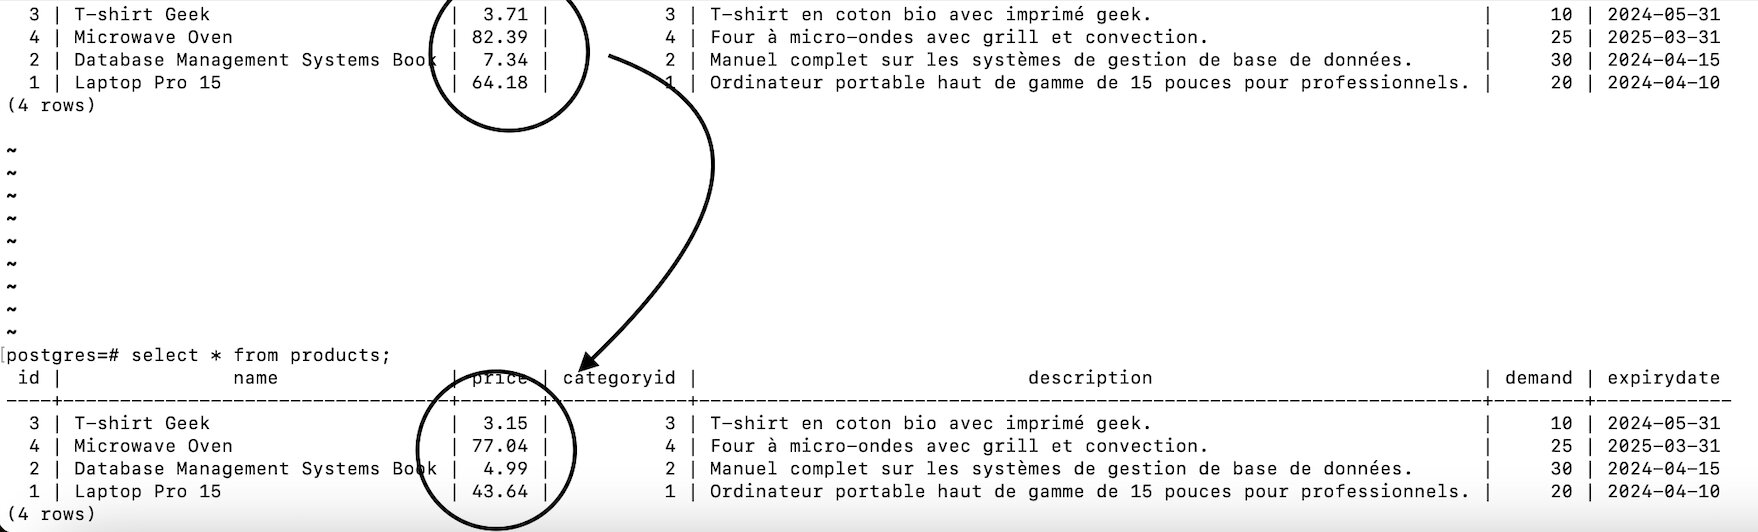 3 | T-shirt Geek | 3.71 | 3 | T-shirt en coton bio avec imprimé geek. | 10 | 2024-05-31
4 | Microwave Oven | 82.39 | 4 | Four à micro-ondes avec grill et convection. | 25 | 2025-03-31
2 | Database Management Systems Book | 7.34 | 2 | Manuel complet sur les systèmes de gestion de base de données. | 30 | 2024-04-15
1 | Laptop Pro 15 | 64.18 | 1 | Ordinateur portable haut de gamme de 15 pouces pour professionnels. | 20 | 2024-04-10
(4 rows)
~
~
~
~
~
~
~
~
~
[postgres=# select * from products;
id | name | price | categoryid | description | demand | expirydate
----+---------------------------------+-------+------------+---------------------------------------------------------------------+--------+------------
3 | T-shirt Geek | 3.15 | 3 | T-shirt en coton bio avec imprimé geek. | 10 | 2024-05-31
4 | Microwave Oven | 77.04 | 4 | Four à micro-ondes avec grill et convection. | 25 | 2025-03-31
2 | Database Management Systems Book | 4.99 | 2 | Manuel complet sur les systèmes de gestion de base de données. | 30 | 2024-04-15
1 | Laptop Pro 15 | 43.64 | 1 | Ordinateur portable haut de gamme de 15 pouces pour professionnels. | 20 | 2024-04-10
(4 rows)